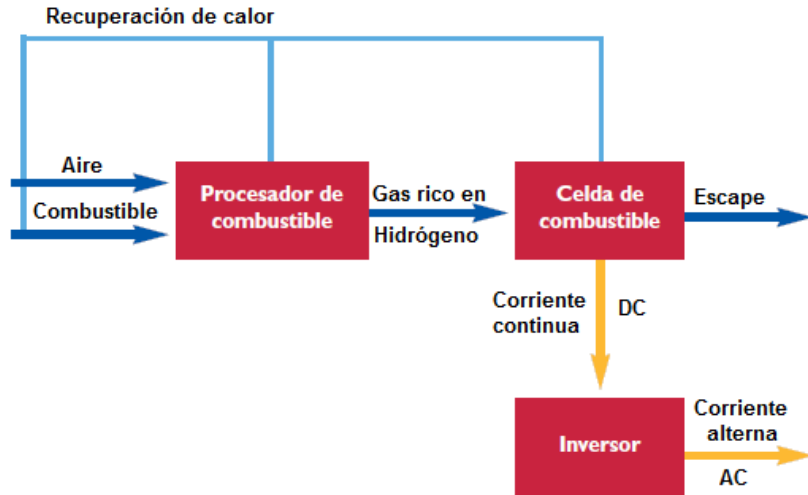 Recuperación de calor
Aire
Combustible
Procesador de
combustible
Gas rico en
Hidrógeno
Celda de
combustible
Escape
Corriente
continua
DC
Inversor
Corriente
alterna
AC